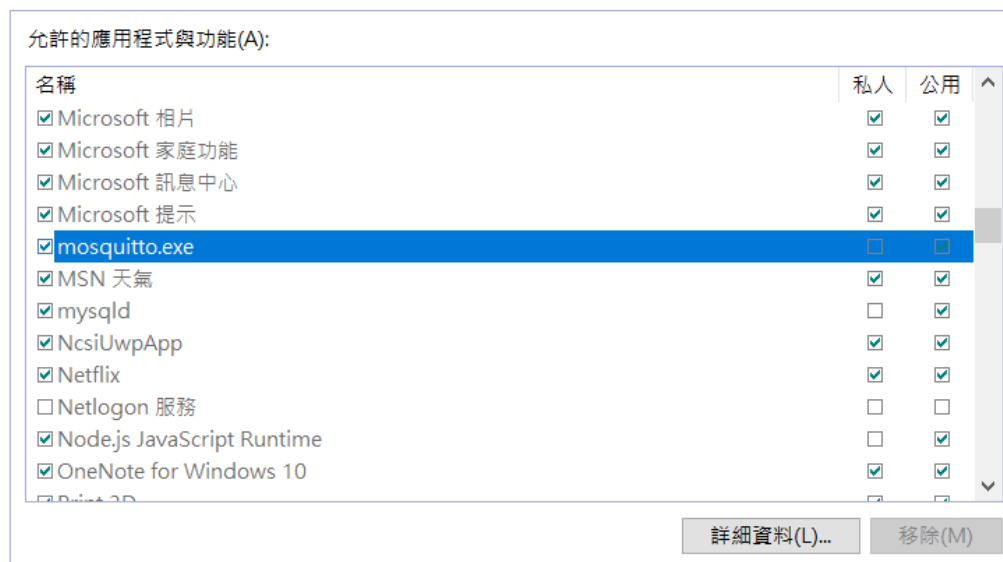 允許的應用程式與功能(A):
名稱 私人 公用
Microsoft 相片
Microsoft 家庭功能
Microsoft 訊息中心
Microsoft 提示
mosquitto.exe
MSN 天氣
mysqld
NcsiUwpApp
Netflix
Netlogon 服務
Node.js JavaScript Runtime
OneNote for Windows 10
Print 3D
詳細資料(L)... 移除(M)